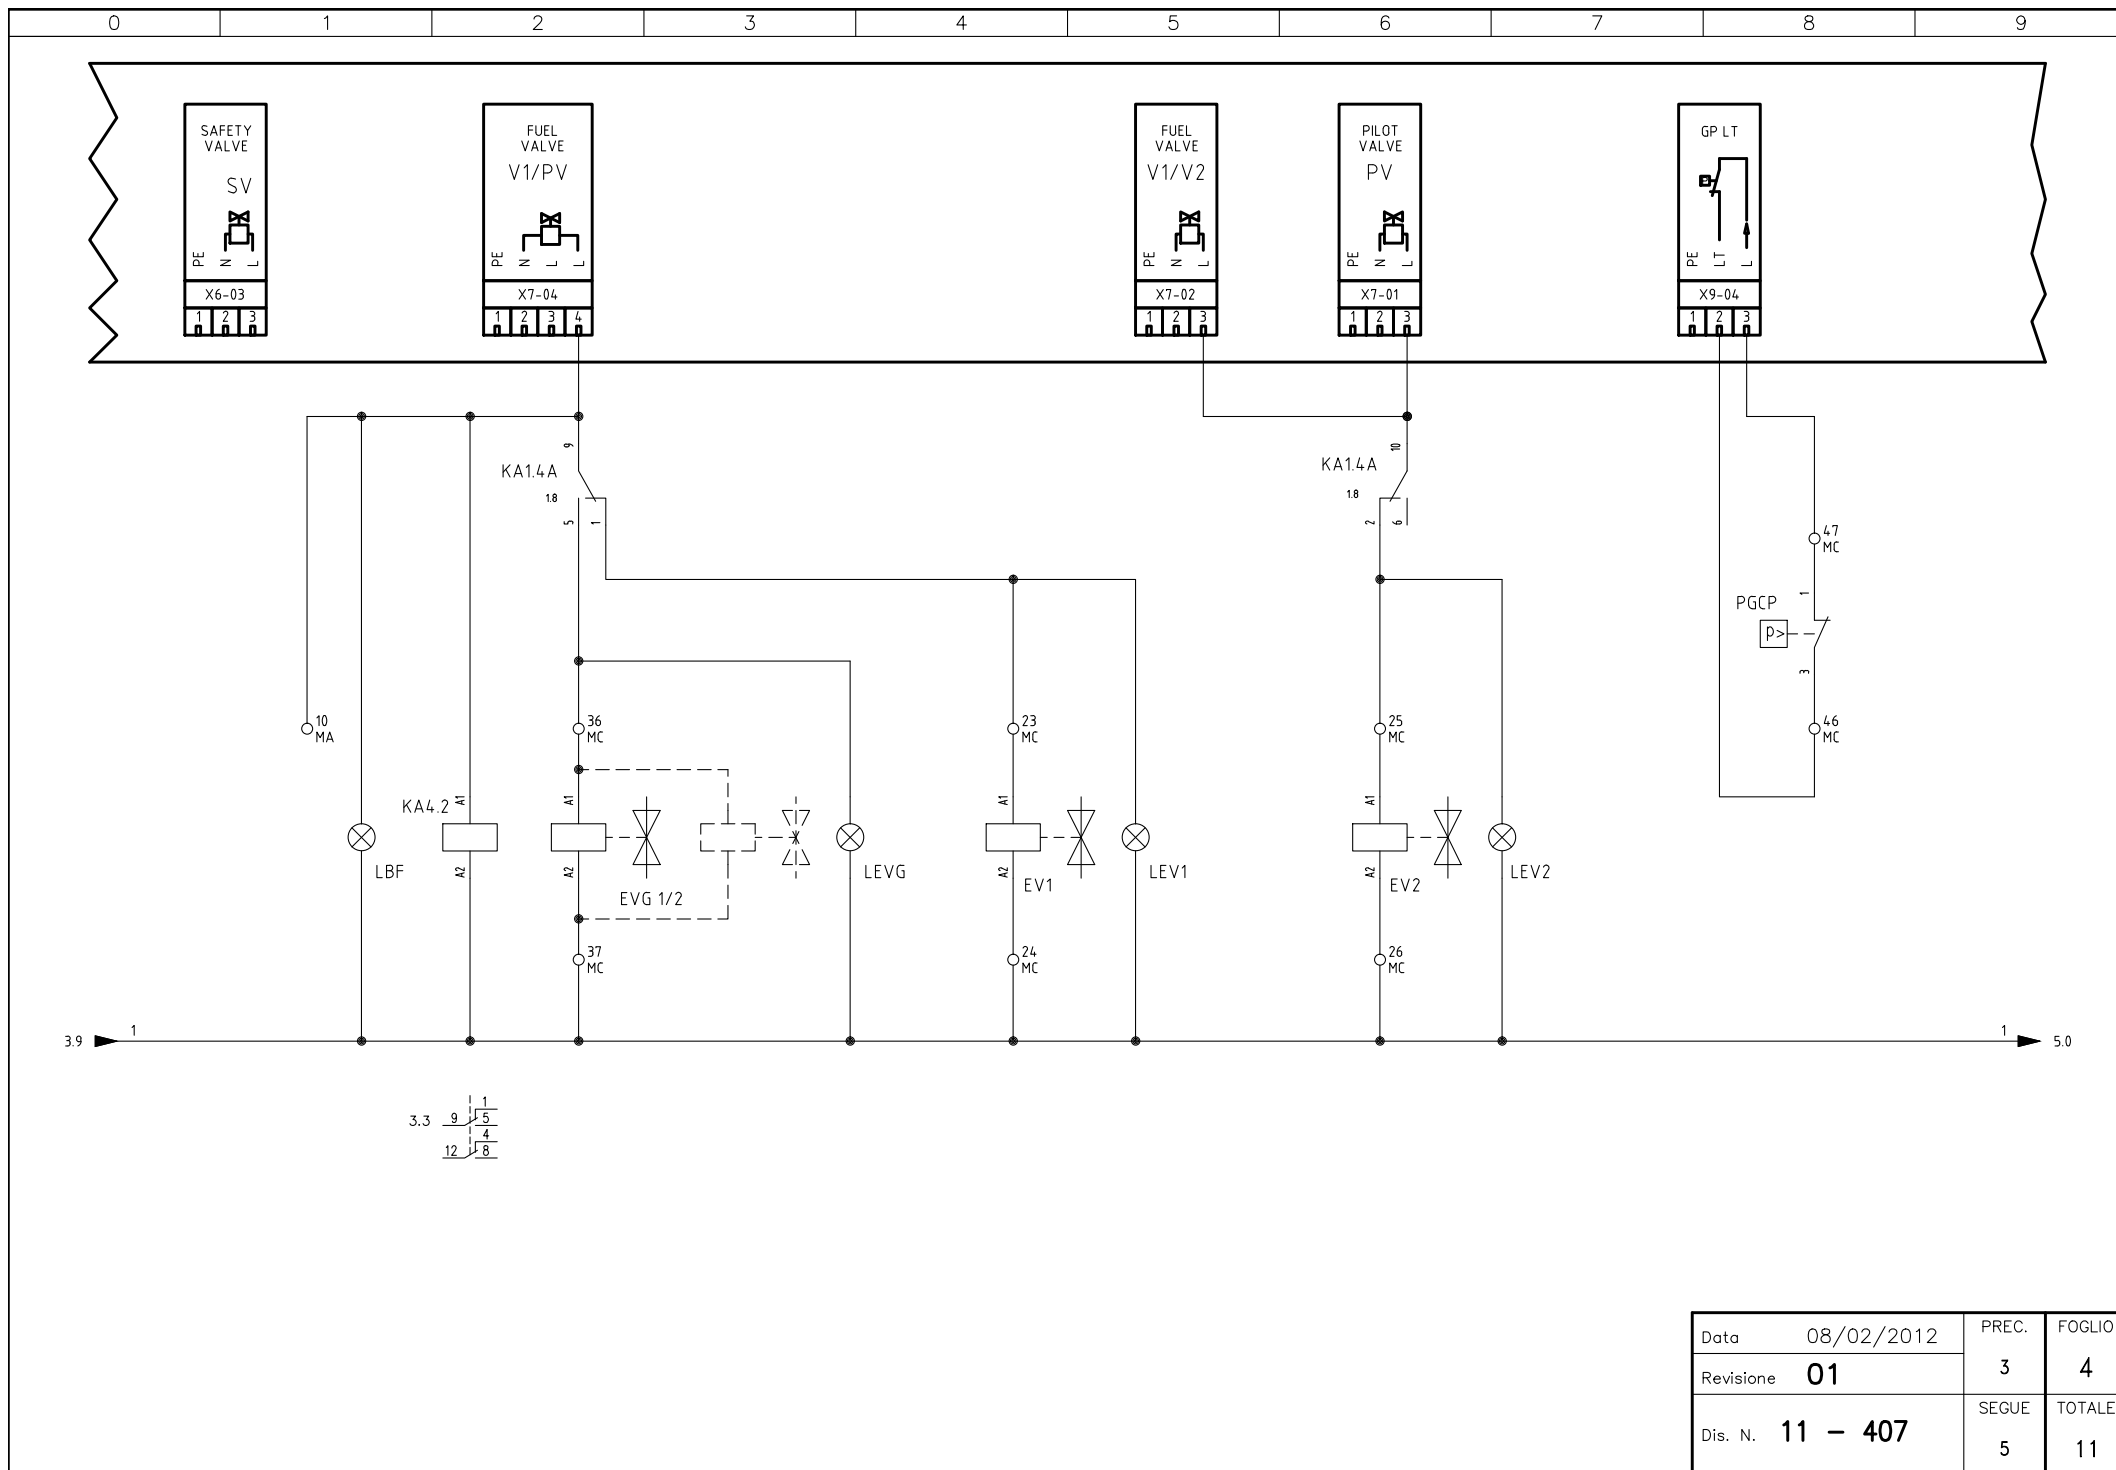 0 1 2 3 4 5 6 7 8 9
SAFETY
VALVE
SV
PE N L
X6-03
1 2 3
FUEL
VALVE
V1/PV
PE N L L
X7-04
1 2 3 4
FUEL
VALVE
V1/V2
PE N L
X7-02
1 2 3
PILOT
VALVE
PV
PE N L
X7-01
1 2 3
GP LT
P
PE LT L
X9-04
1 2 3
9
KA1.4A
1.8
5 1
10
KA1.4A
1.8
2 6
47
MC
1
PGCP
p>
3
46
MC
10
MA
36
MC
23
MC
25
MC
KA4.2
A1
A1
A1
A1
LBF
A2
A2
EVG 1/2
LEVG
A2
EV1
LEV1
A2
EV2
LEV2
37
MC
24
MC
26
MC
3.9
1
1
5.0
3.3
1
9 5
4
12 8
Data 08/02/2012
PREC.
3
FOGLIO
4
Revisione 01
Dis. N. 11 - 407
SEGUE
5
TOTALE
11